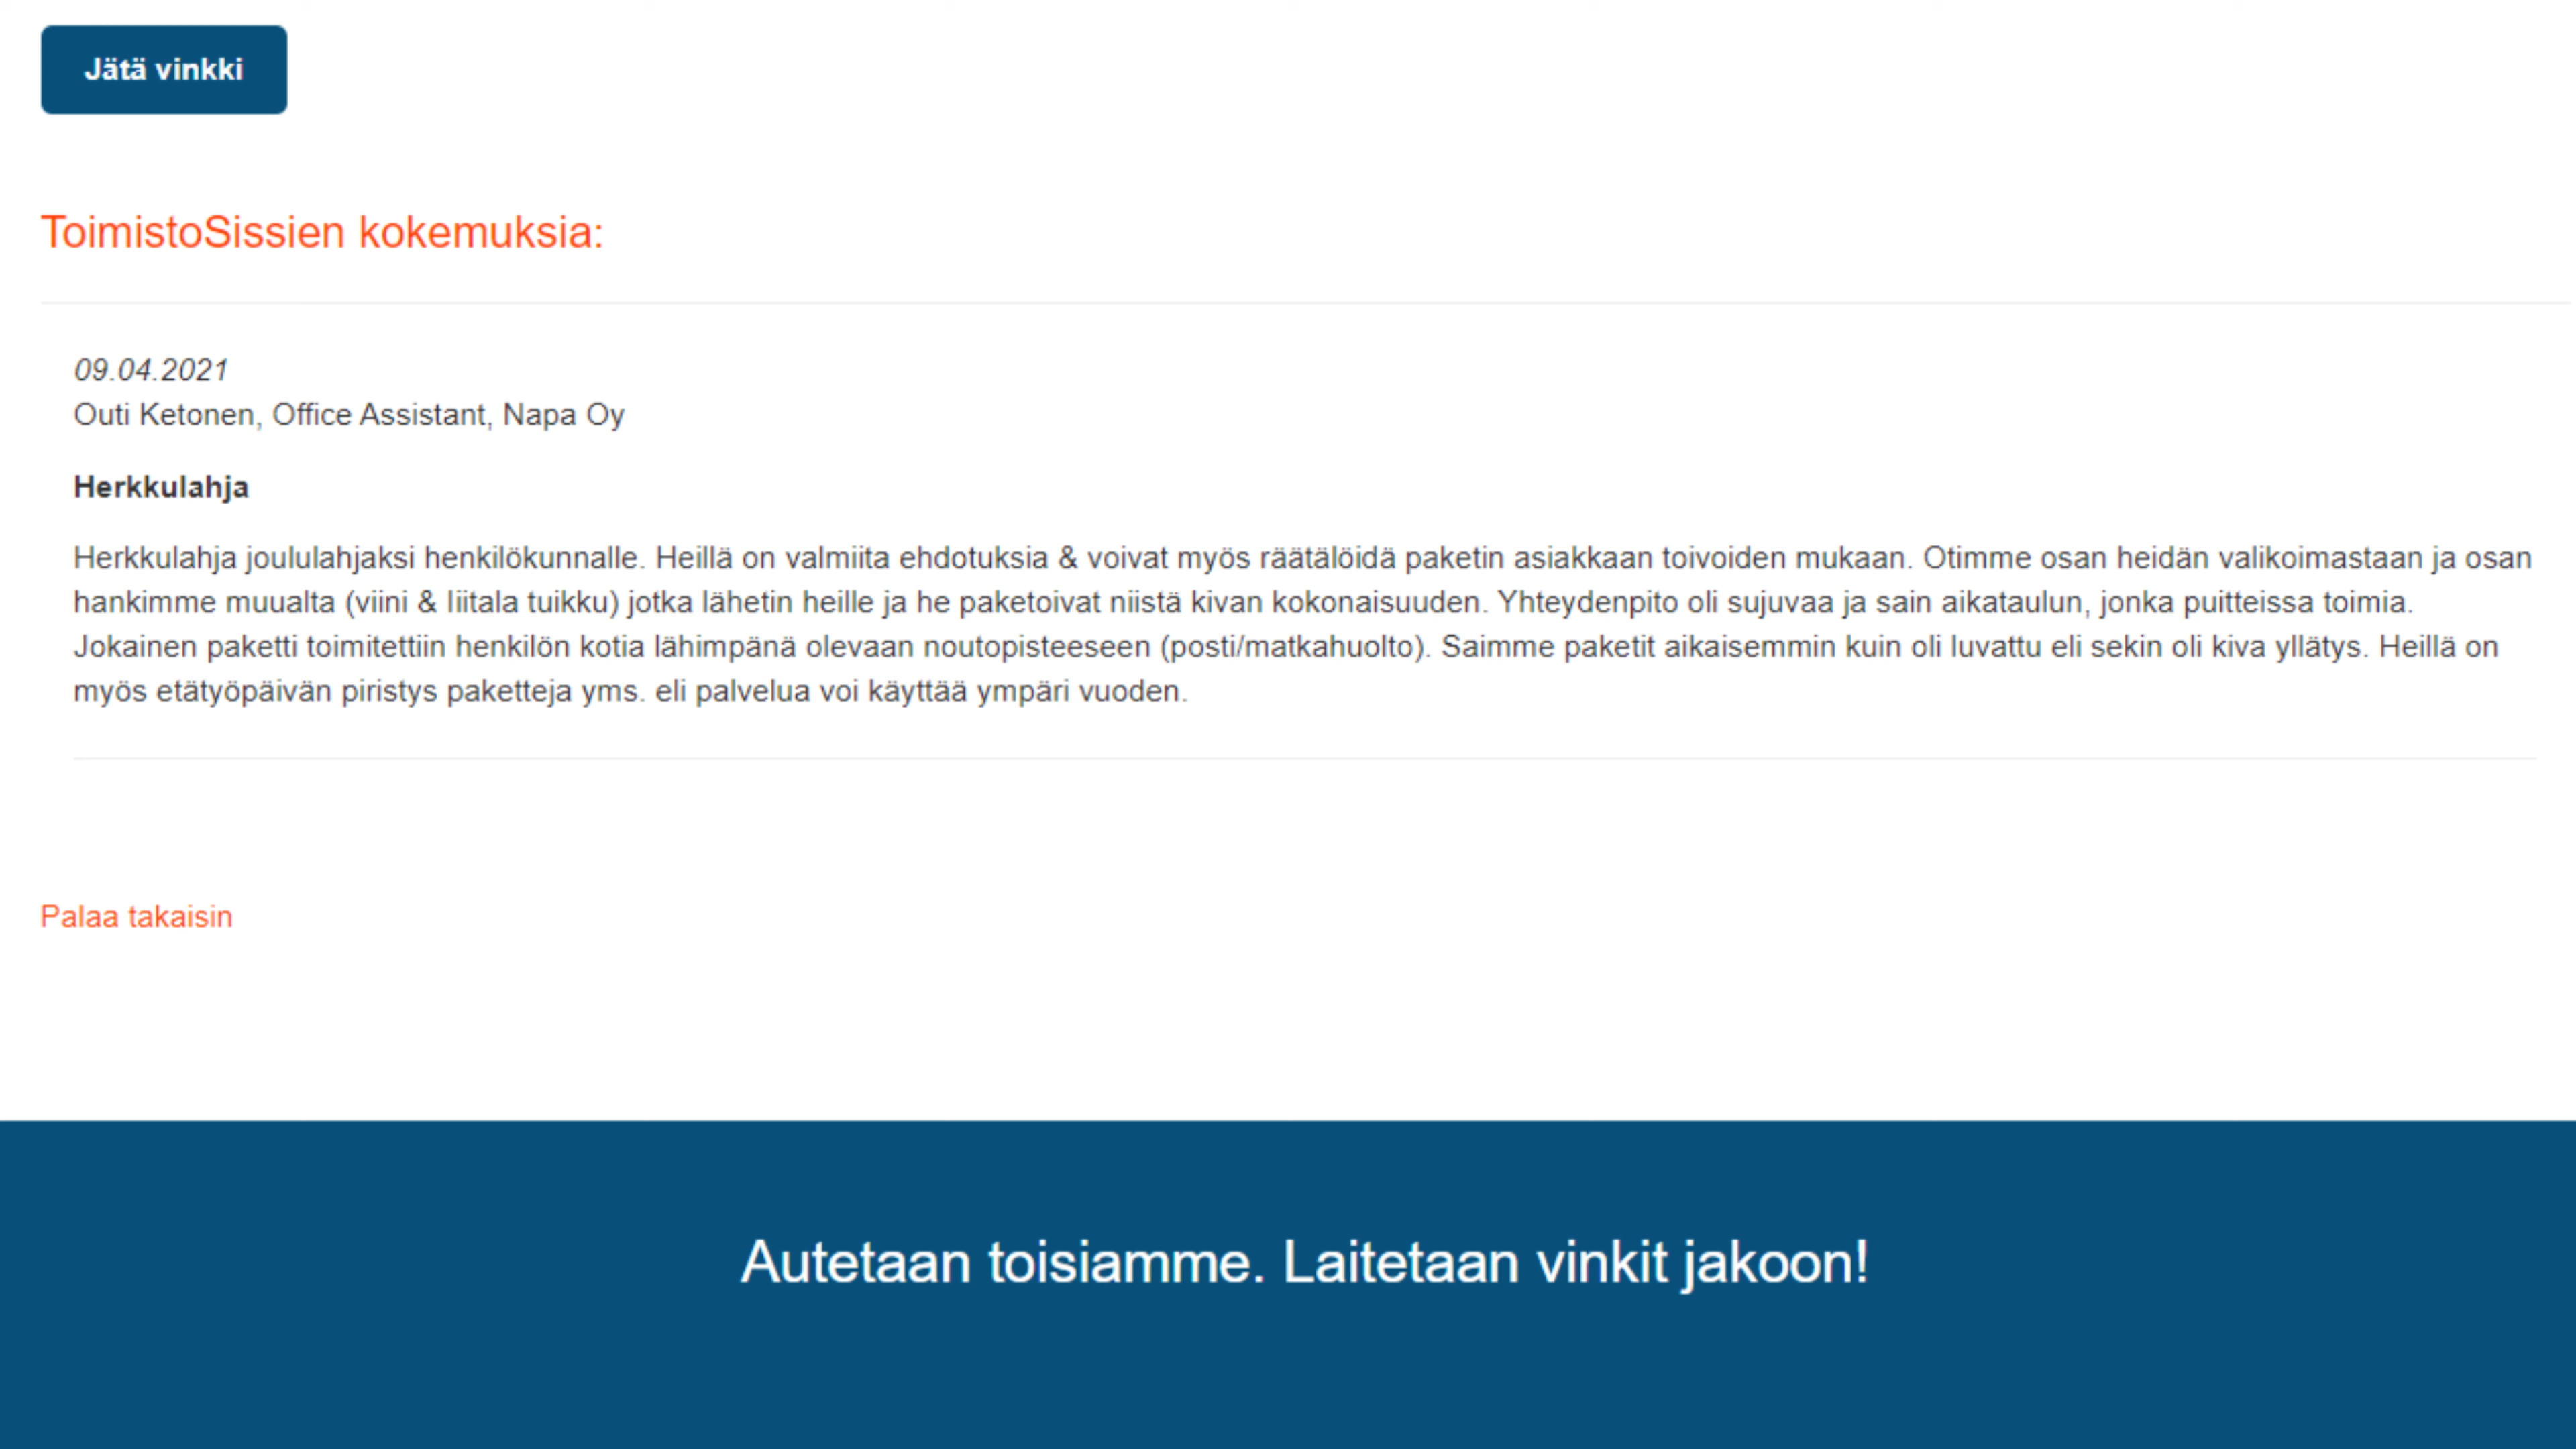 Jätä vinkki
ToimistoSissien kokemuksia:
09.04.2021
Outi Ketonen, Office Assistant, Napa Oy
Herkkulahja
Herkkulahja joululahjaksi henkilökunnalle. Heillä on valmiita ehdotuksia & voivat myös räätälöidä paketin asiakkaan toivoiden mukaan. Otimme osan heidän valikoimastaan ja osan
hankimme muualta (viini & Iiitala tuikku) jotka lähetin heille ja he paketoivat niistä kivan kokonaisuuden. Yhteydenpito oli sujuvaa ja sain aikataulun, jonka puitteissa toimia.
Jokainen paketti toimitettiin henkilön kotia lähimpänä olevaan noutopisteeseen (posti/matkahuolto). Saimme paketit aikaisemmin kuin oli luvattu eli sekin oli kiva yllätys. Heillä on
myös etätyöpäivän piristys paketteja yms. eli palvelua voi käyttää ympäri vuoden.
Palaa takaisin
Autetaan toisiamme. Laitetaan vinkit jakoon!